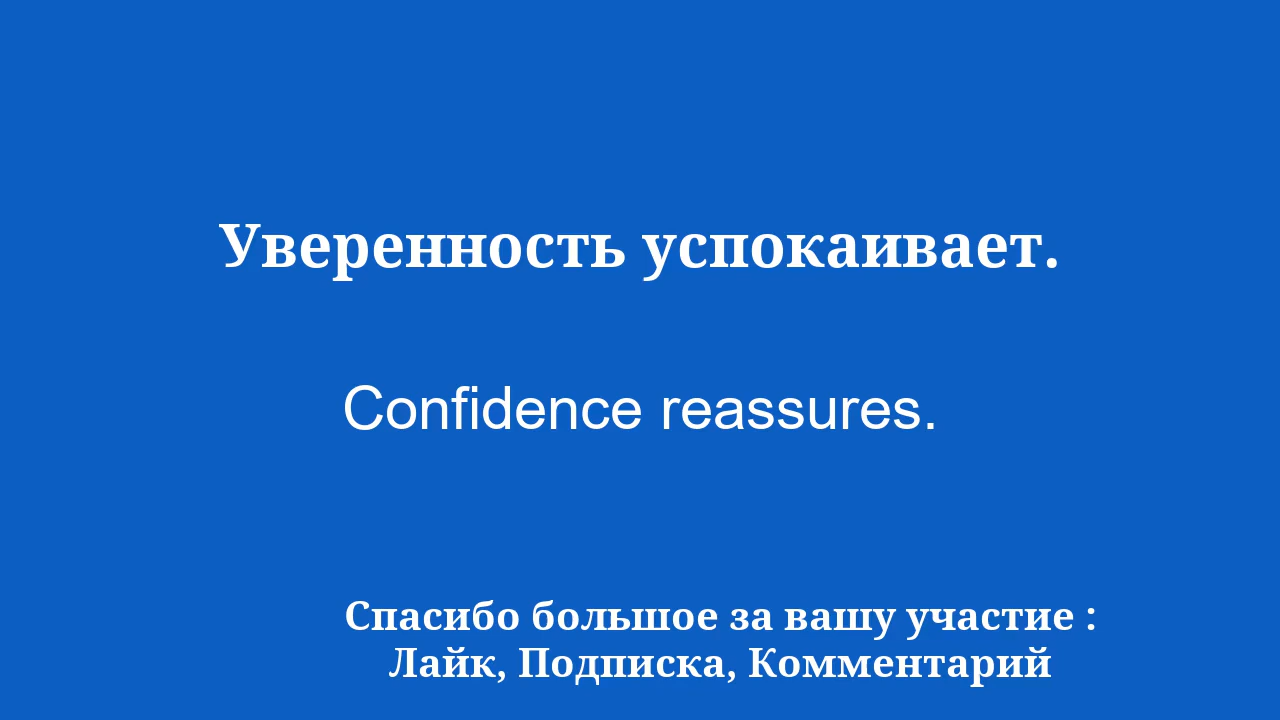 Уверенность успокаивает.
Confidence reassures.
Спасибо большое за вашу участие :
Лайк, Подписка, Комментарий